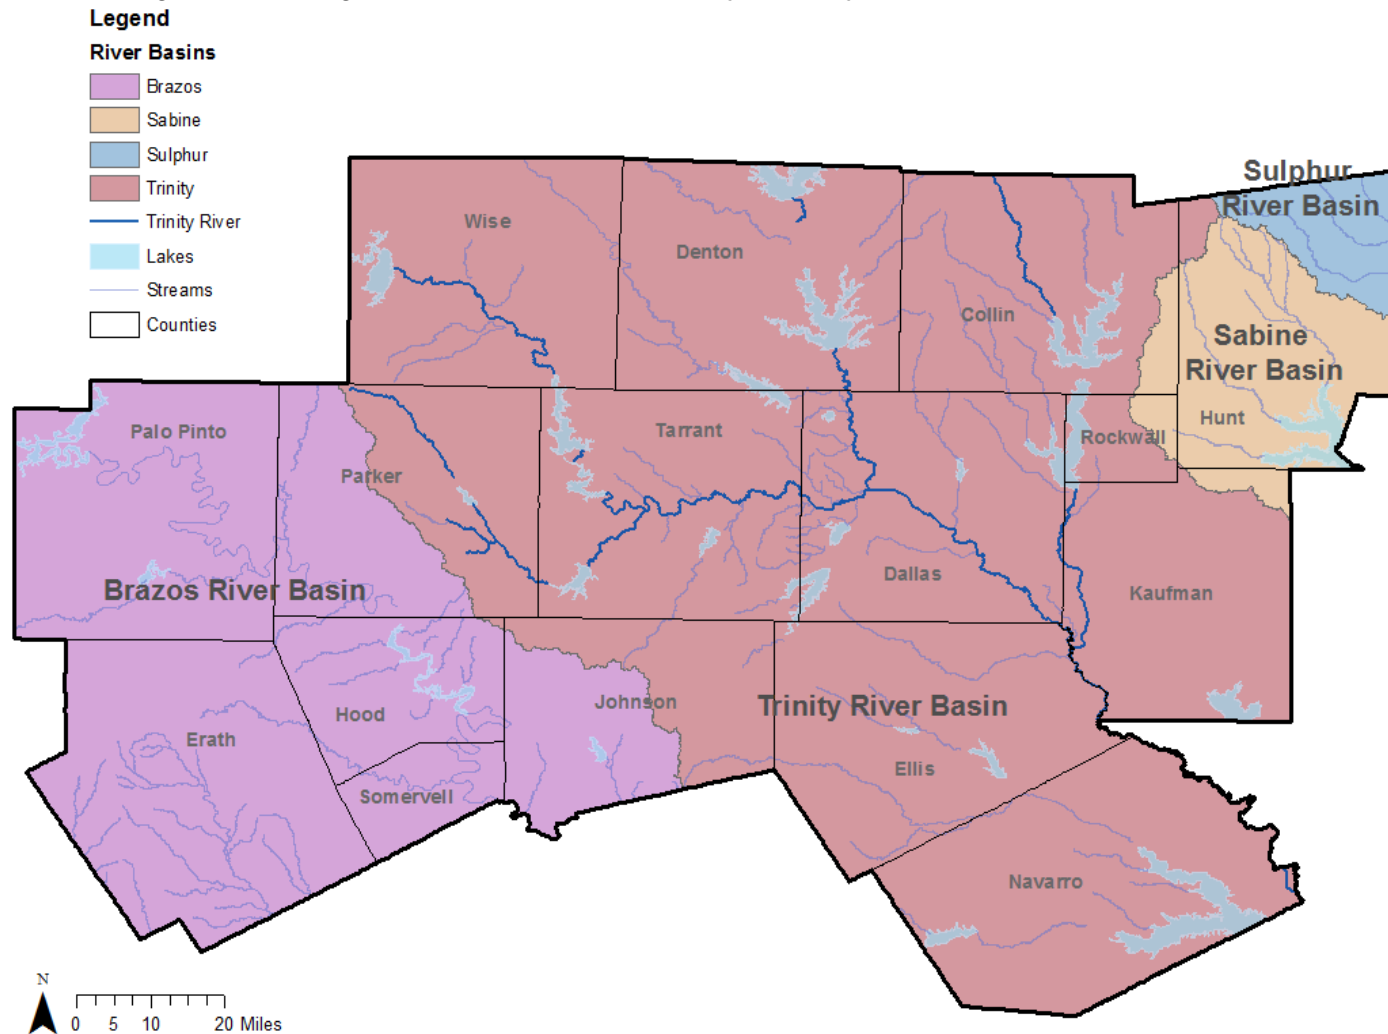 Legend
River Basins
Brazos
Sabine
Sulphur
Trinity
Trinity River
Lakes
Streams
Counties
Sulphur
River Basin
Wise
Denton
Collin
Sabine
River Basin
Hunt
Palo Pinto
Tarrant
Rockwall
Parker
Brazos River Basin
Dallas
Kaufman
Hood
Johnson
Trinity River Basin
Erath
Ellis
Somervell
Navarro
N
0 5 10 20 Miles